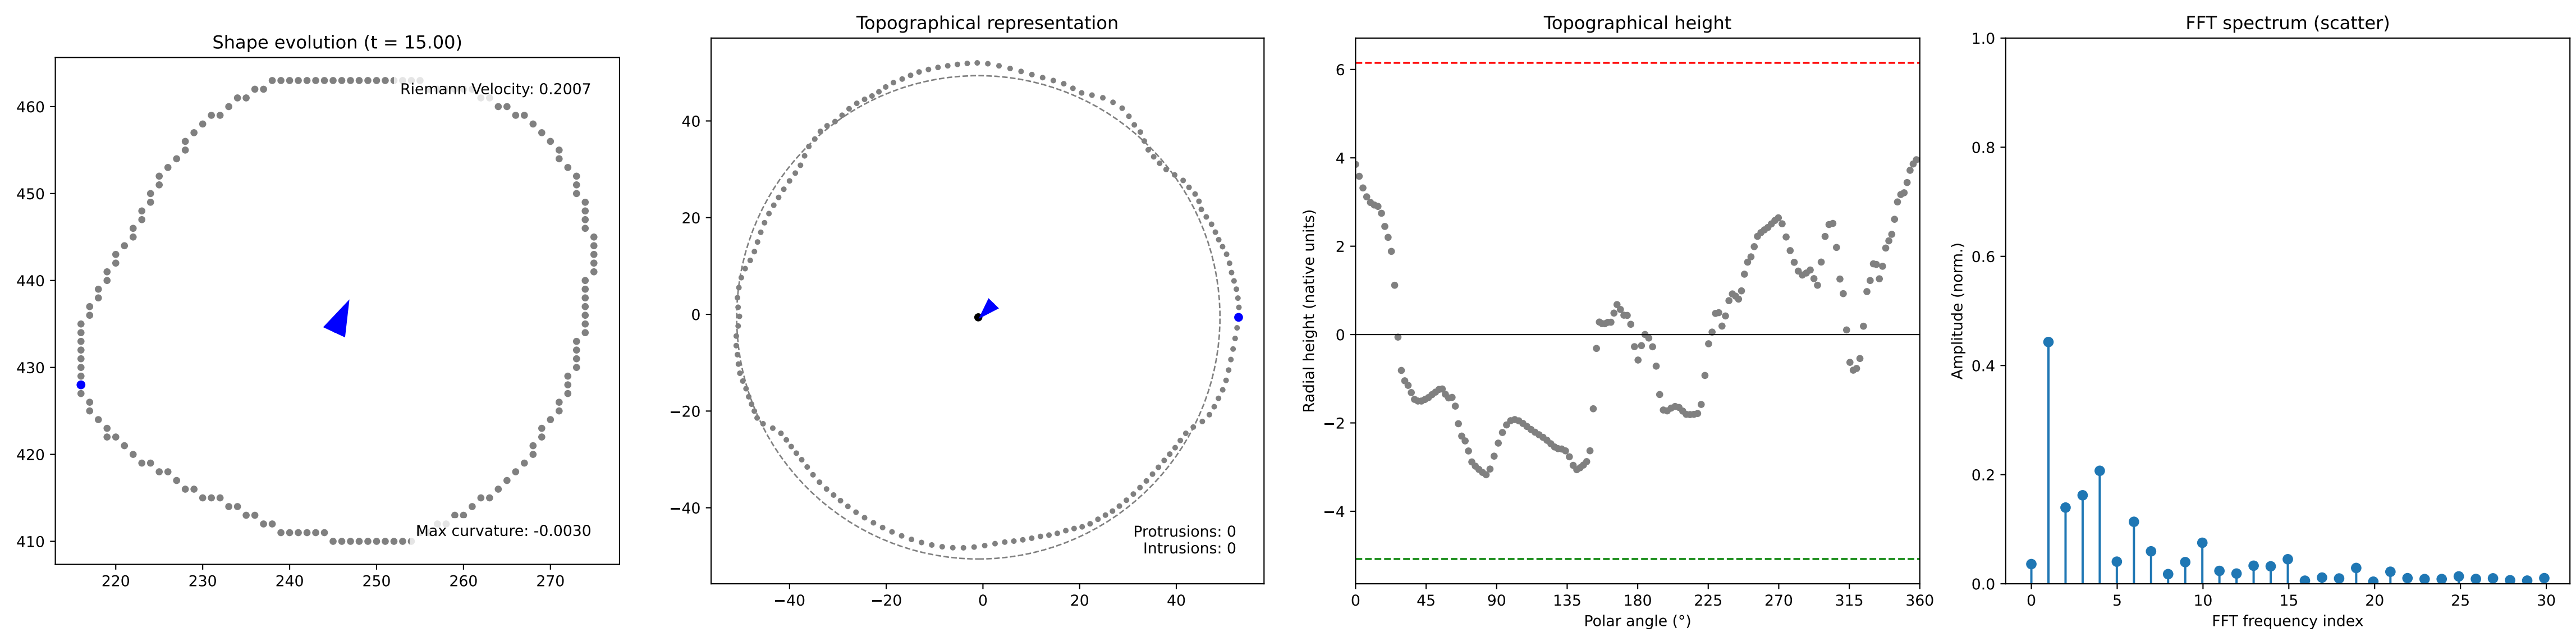 Shape evolution (t = 15.00)
Riemann Velocity: 0.2007
Max curvature: -0.0030
460
450
440
430
420
410
220 230 240 250 260 270
Topographical representation
40
20
0
−20
−40
−40 −20 0 20 40
Protrusions: 0
Intrusions: 0
Topographical height
Radial height (native units)
6
4
2
0
−2
−4
0 45 90 135 180 225 270 315 360
Polar angle (°)
FFT spectrum (scatter)
Amplitude (norm.)
1.0
0.8
0.6
0.4
0.2
0.0
0 5 10 15 20 25 30
FFT frequency index